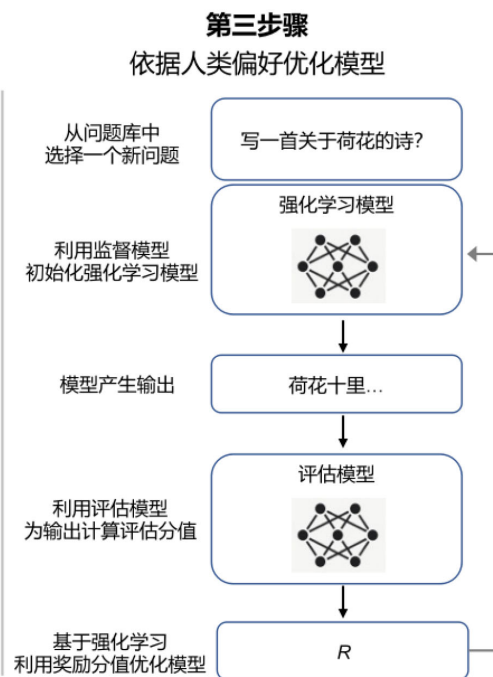 第三步骤
依据人类偏好优化模型
从问题库中
选择一个新问题
写一首关于荷花的诗?
强化学习模型
利用监督模型
初始化强化学习模型
模型产生输出
荷花十里…
评估模型
利用评估模型
为输出计算评估分值
基于强化学习
利用奖励分值优化模型
R